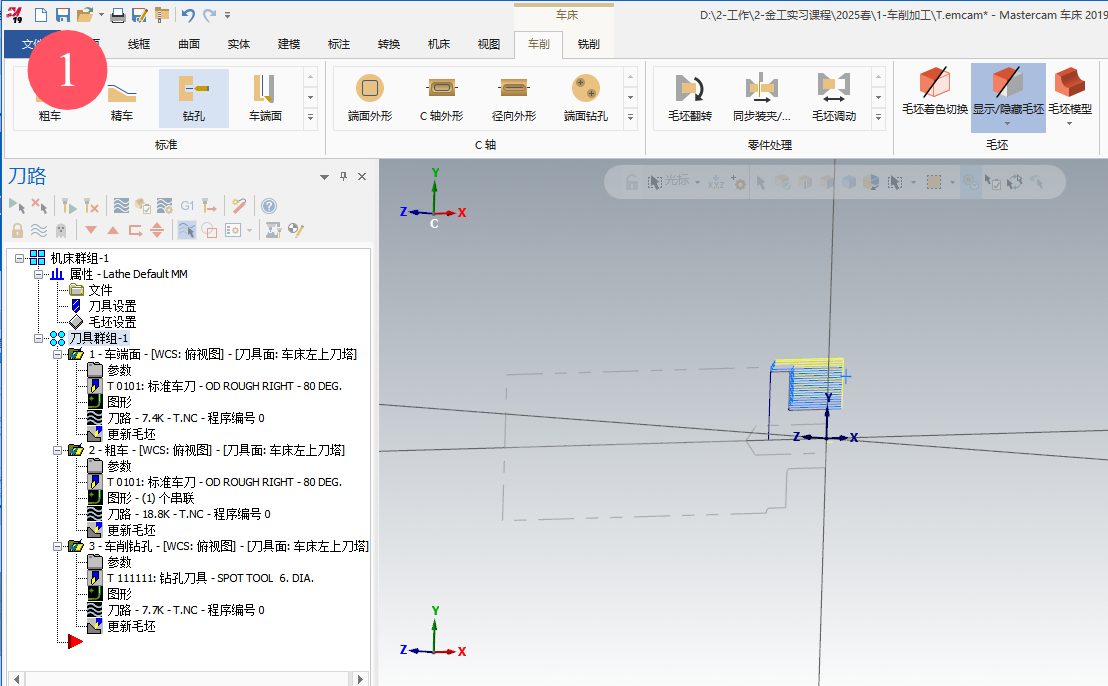 19
车床
D:\2-工作\2-金工实习课程\2025春\1-车削加工\T.emcam* - Mastercam 车床 2019
线框 曲面 实体 建模 标注 转换 机床 视图 车削 铣削
1
粗车 精车 钻孔 车端面 端面外形 C 轴外形 径向外形 端面钻孔 毛坯翻转 同步装夹/... 毛坯调动 毛坯着色切换 显示/隐藏毛坯 毛坯模型
标准 C 轴 零件处理 毛坯
刀路
G1
光标
XYZ
机床群组-1
属性 - Lathe Default MM
文件
刀具设置
毛坯设置
刀具群组-1
1 - 车端面 - [WCS: 俯视图] - [刀具面: 车床左上刀塔]
参数
T 0101: 标准车刀 - OD ROUGH RIGHT - 80 DEG.
图形
刀路 - 7.4K - T.NC - 程序编号 0
更新毛坯
2 - 粗车 - [WCS: 俯视图] - [刀具面: 车床左上刀塔]
参数
T 0101: 标准车刀 - OD ROUGH RIGHT - 80 DEG.
图形 - (1) 个串联
刀路 - 18.8K - T.NC - 程序编号 0
更新毛坯
3 - 车削钻孔 - [WCS: 俯视图] - [刀具面: 车床左上刀塔]
参数
T 111111: 钻孔刀具 - SPOT TOOL 6. DIA.
图形
刀路 - 7.7K - T.NC - 程序编号 0
更新毛坯
Y
Z X
C
Y
Z X
Y
Z X